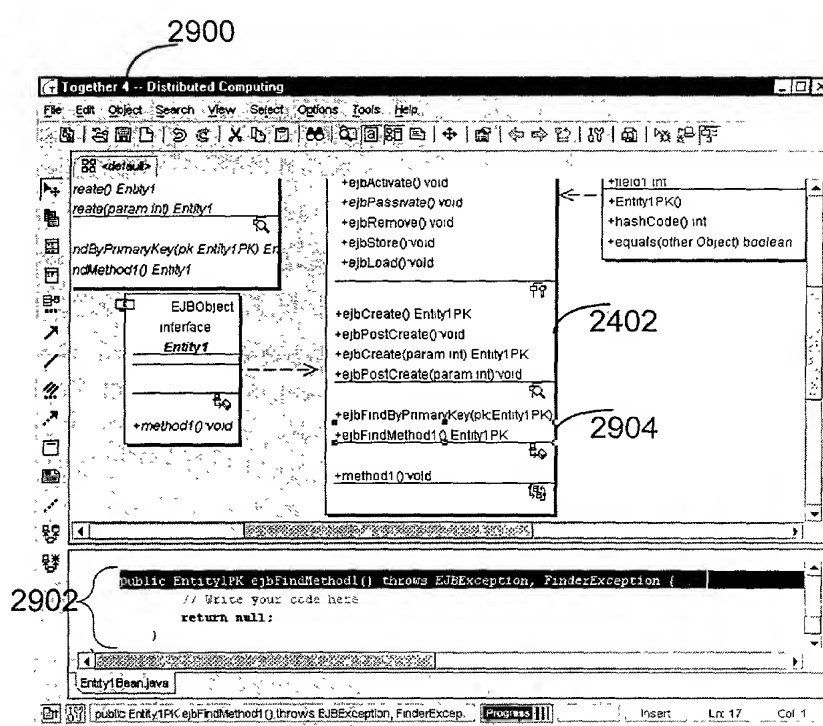 2900
Together 4 -- Distributed Computing
File Edit Object Search View Select Options Tools Help
<default>
reate() Entity1
reate(param int) Entity1
ndByPrimaryKey(pk Entity1PK) En
ndMethod1() Entity1
EJBObject
interface
Entity1
+method1():void
+ejbActivate() void
+ejbPassivate() void
+ejbRemove() void
+ejbStore():void
+ejbLoad():void
+ejbCreate() Entity1PK
+ejbPostCreate():void
+ejbCreate(param int) Entity1PK
+ejbPostCreate(param int):void
+ejbFindByPrimaryKey(pk:Entity1PK)
+ejbFindMethod1() Entity1PK
+method1():void
+field1 int
+Entity1PK()
+hashCode() int
+equals(other Object) boolean
2402
2904
2902
public Entity1PK ejbFindMethod1() throws EJBException, FinderException {
// Write your code here
return null;
}
Entity1Bean.java
public Entity1PK ejbFindMethod1() throws EJBException, FinderExcep.
Progress
Insert
Ln: 17
Col 1